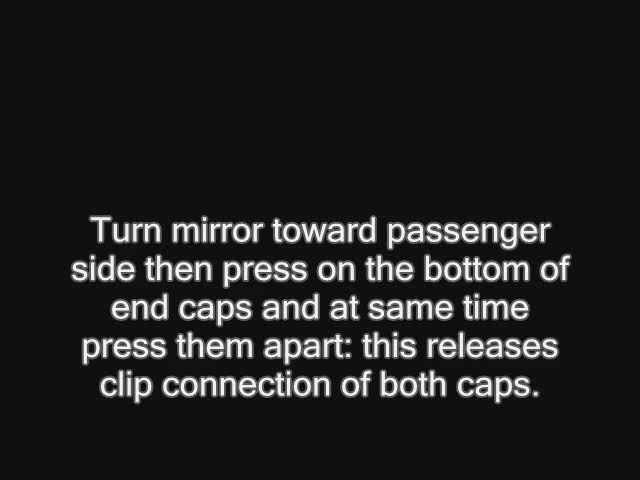 Turn mirror toward passenger
side then press on the bottom of
end caps and at same time
press them apart: this releases
clip connection of both caps.